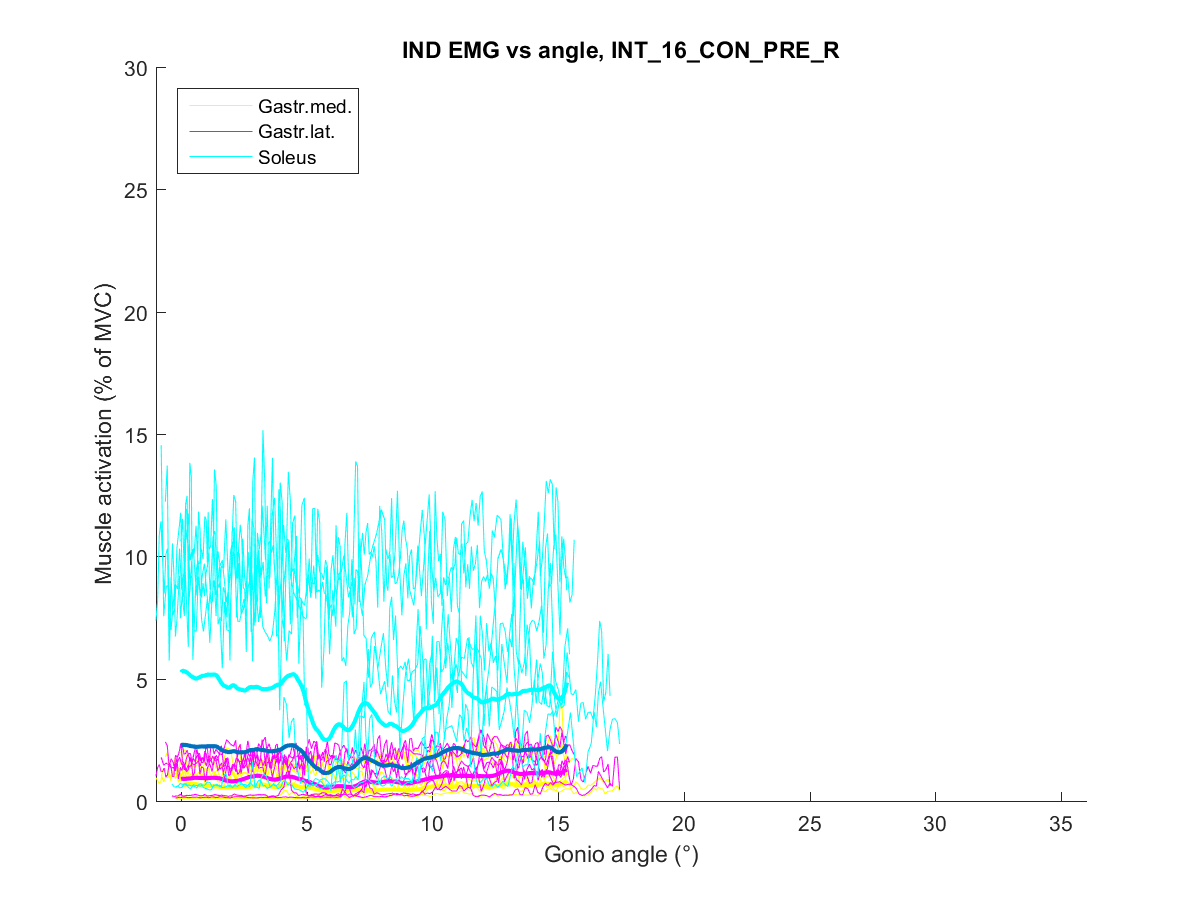 IND EMG vs angle, INT_16_CON_PRE_R
30
25
20
15
10
5
0
Muscle activation (% of MVC)
Gastr.med.
Gastr.lat.
Soleus
0 5 10 15 20 25 30 35
Gonio angle (°)